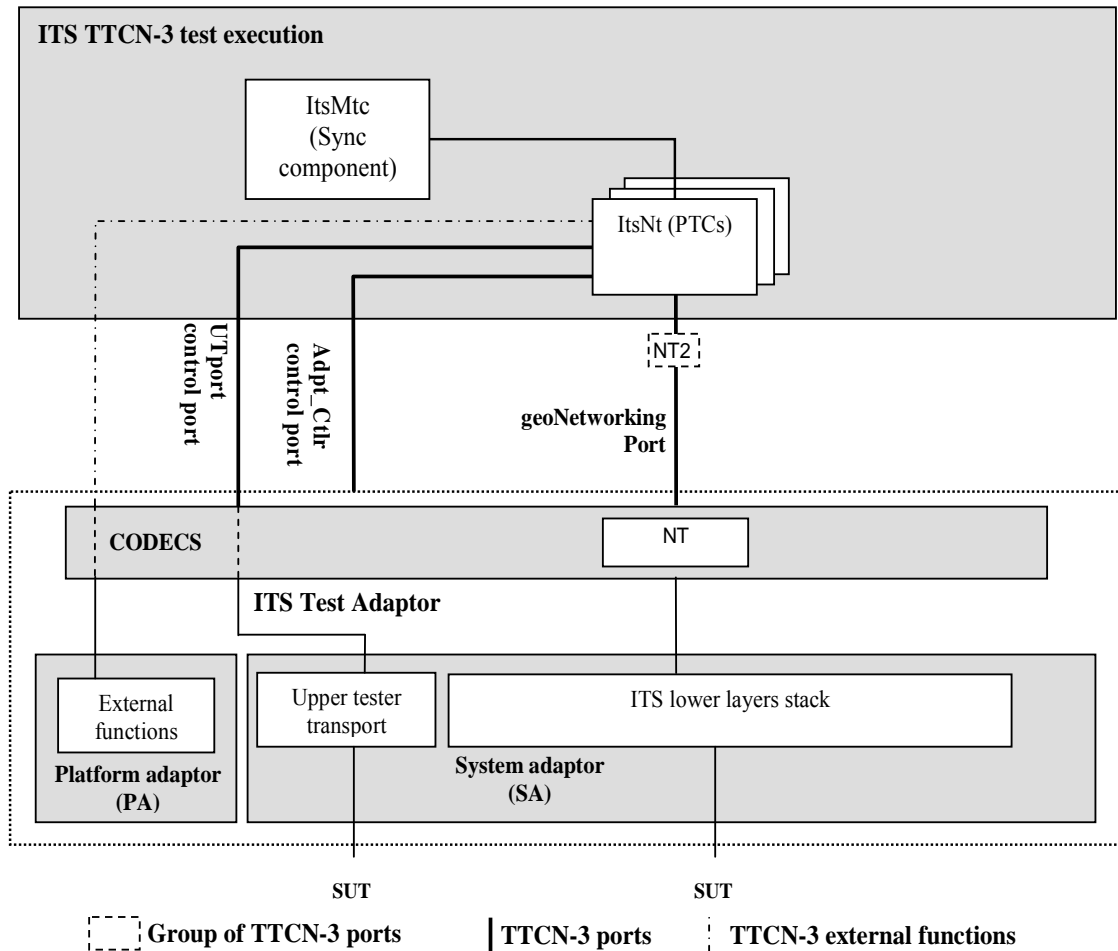 ITS TTCN-3 test execution
ItsMtc
(Sync
component)
ItsNt (PTCs)
UTport
control port
Adpt_Ctlr
control port
NT2
geoNetworking
Port
CODECS
NT
ITS Test Adaptor
External
functions
Upper tester
transport
ITS lower layers stack
Platform adaptor
(PA)
System adaptor
(SA)
SUT
SUT
Group of TTCN-3 ports
TTCN-3 ports
TTCN-3 external functions